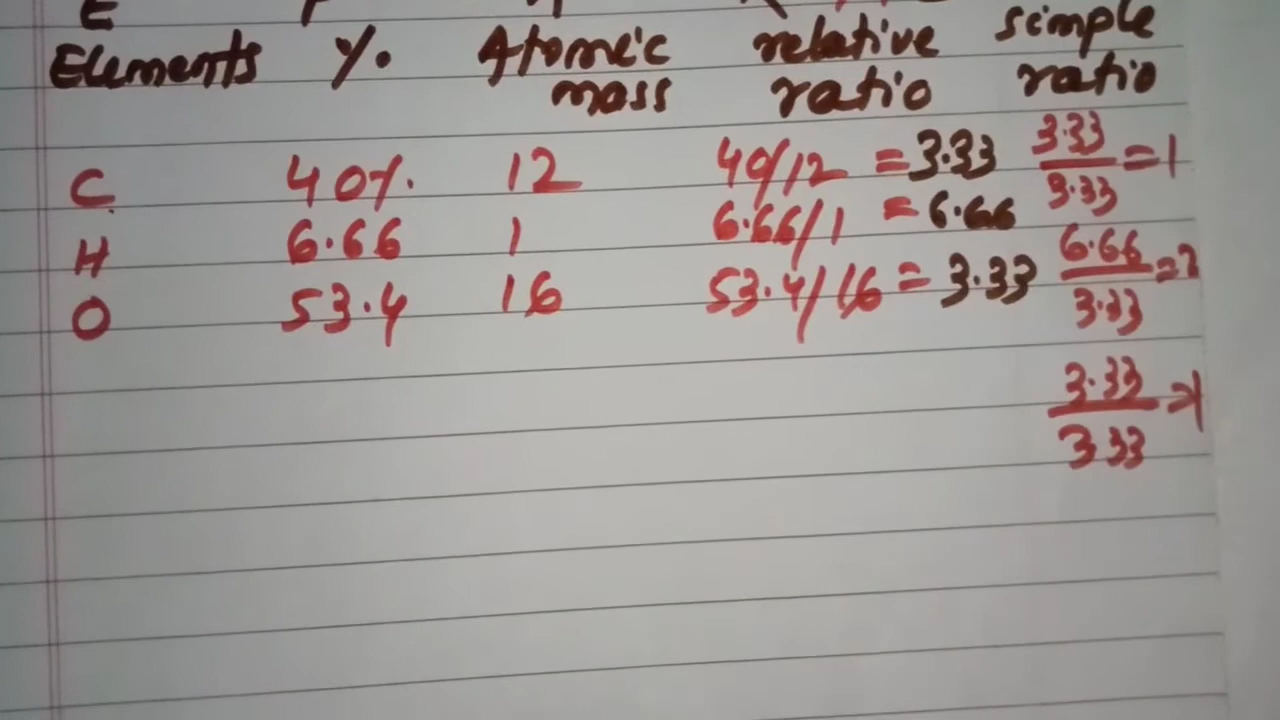 Elements % Atomic mass relative ratio simple ratio
C 40% 12 40/12 = 3.33 3.33/3.33 = 1
H 6.66 1 6.66/1 = 6.66 6.66/3.33 = 2
O 53.4 16 53.4/16 = 3.33 3.33/3.33 = 1